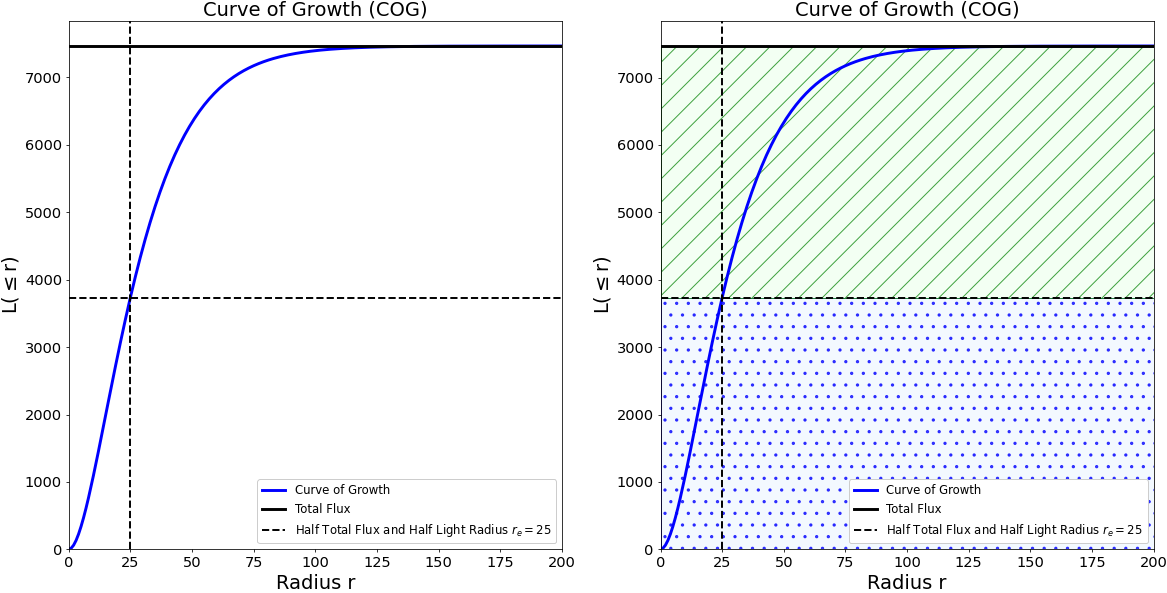 Curve of Growth (COG)
7000
6000
5000
4000
3000
2000
1000
0
L( ≤ r)
0 25 50 75 100 125 150 175 200
Radius r
Curve of Growth
Total Flux
Half Total Flux and Half Light Radius rₑ = 25
Curve of Growth (COG)
7000
6000
5000
4000
3000
2000
1000
0
L( ≤ r)
0 25 50 75 100 125 150 175 200
Radius r
Curve of Growth
Total Flux
Half Total Flux and Half Light Radius rₑ = 25